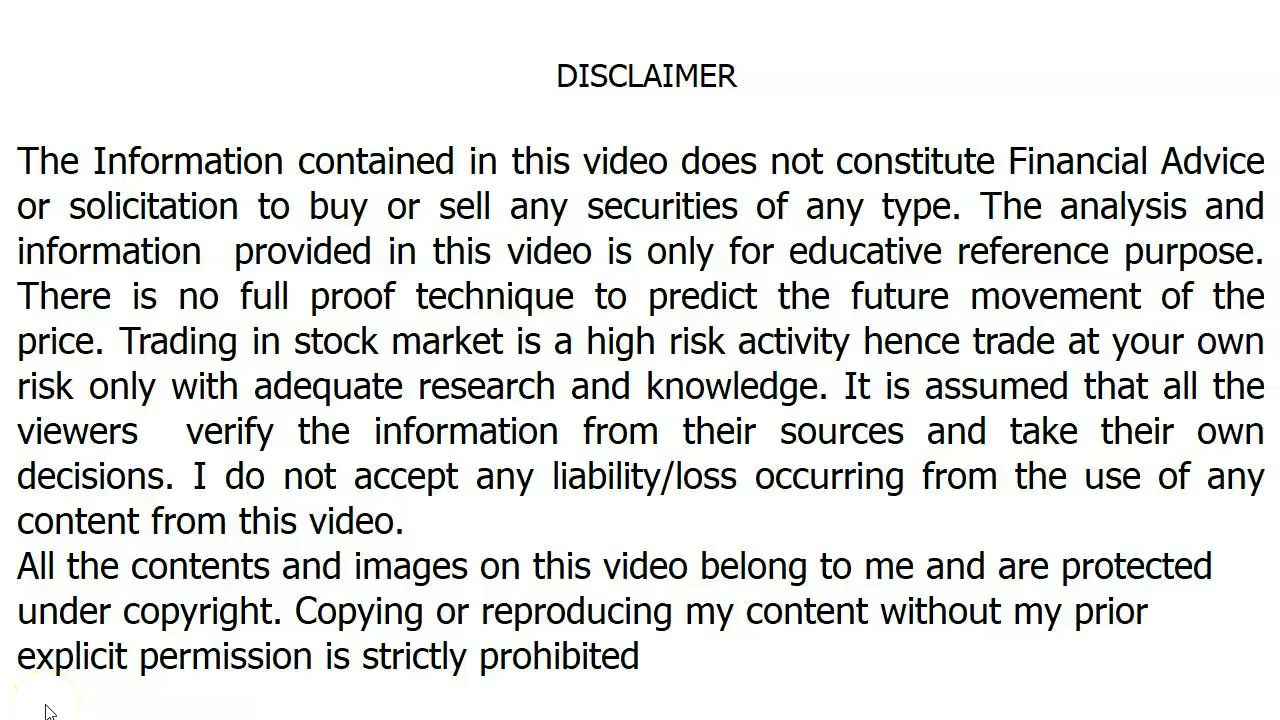 DISCLAIMER
The Information contained in this video does not constitute Financial Advice
or solicitation to buy or sell any securities of any type. The analysis and
information provided in this video is only for educative reference purpose.
There is no full proof technique to predict the future movement of the
price. Trading in stock market is a high risk activity hence trade at your own
risk only with adequate research and knowledge. It is assumed that all the
viewers verify the information from their sources and take their own
decisions. I do not accept any liability/loss occurring from the use of any
content from this video.
All the contents and images on this video belong to me and are protected
under copyright. Copying or reproducing my content without my prior
explicit permission is strictly prohibited